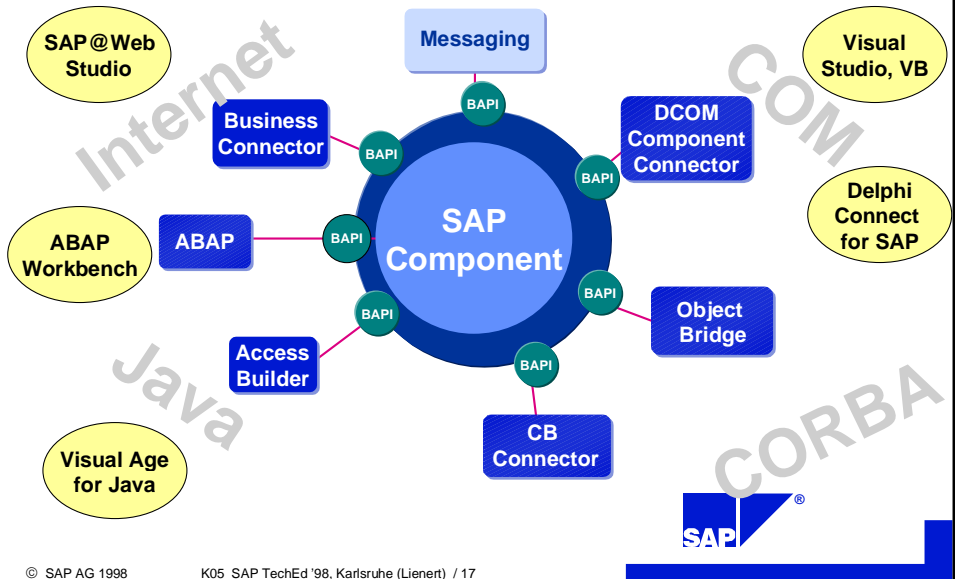 SAP@Web
Studio
Internet
Messaging
COM
Visual
Studio, VB
BAPI
Business
Connector
BAPI
DCOM
Component
Connector
BAPI
Delphi
Connect
for SAP
ABAP
Workbench
ABAP
BAPI
SAP
Component
BAPI
Object
Bridge
BAPI
Access
Builder
Java
BAPI
CB
Connector
CORBA
Visual Age
for Java
SAP ®
© SAP AG 1998 K05 SAP TechEd '98, Karlsruhe (Lienert) / 17